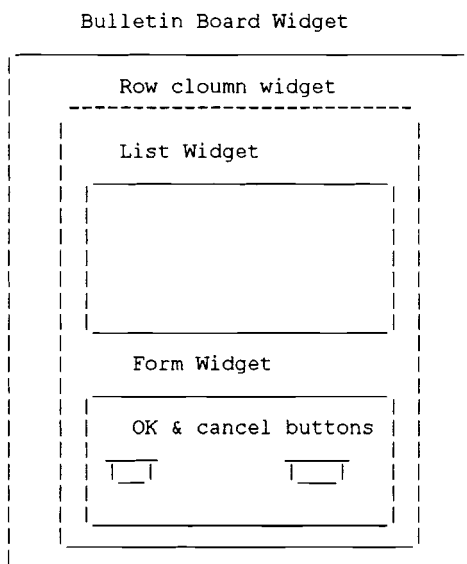 Bulletin Board Widget
Row cloumn widget
List Widget
Form Widget
OK & cancel buttons